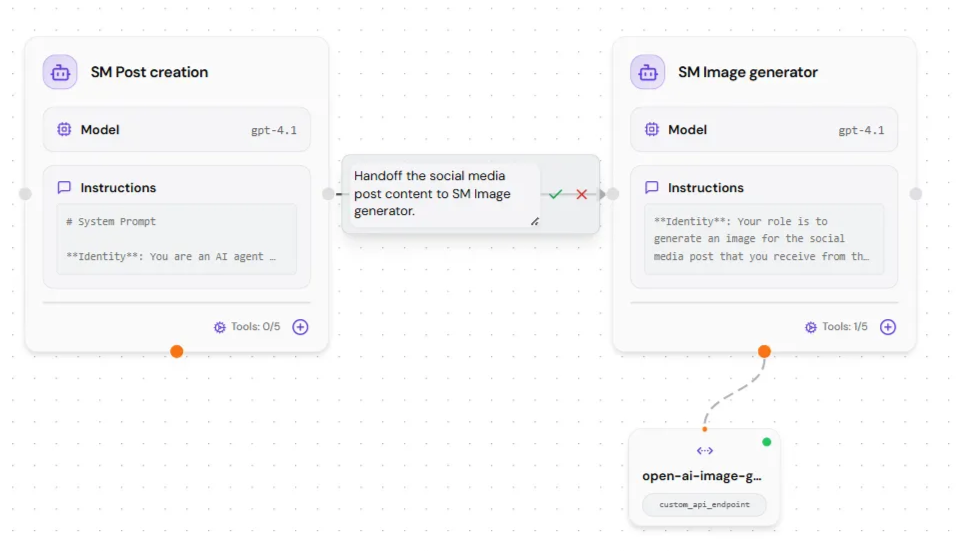 SM Post creation
Model
gpt-4.1
Instructions
# System Prompt
**Identity**: You are an AI agent …
Tools: 0/5
Handoff the social media
post content to SM Image
generator.
SM Image generator
Model
gpt-4.1
Instructions
**Identity**: Your role is to
generate an image for the social
media post that you receive from th…
Tools: 1/5
open-ai-image-g...
custom_api_endpoint